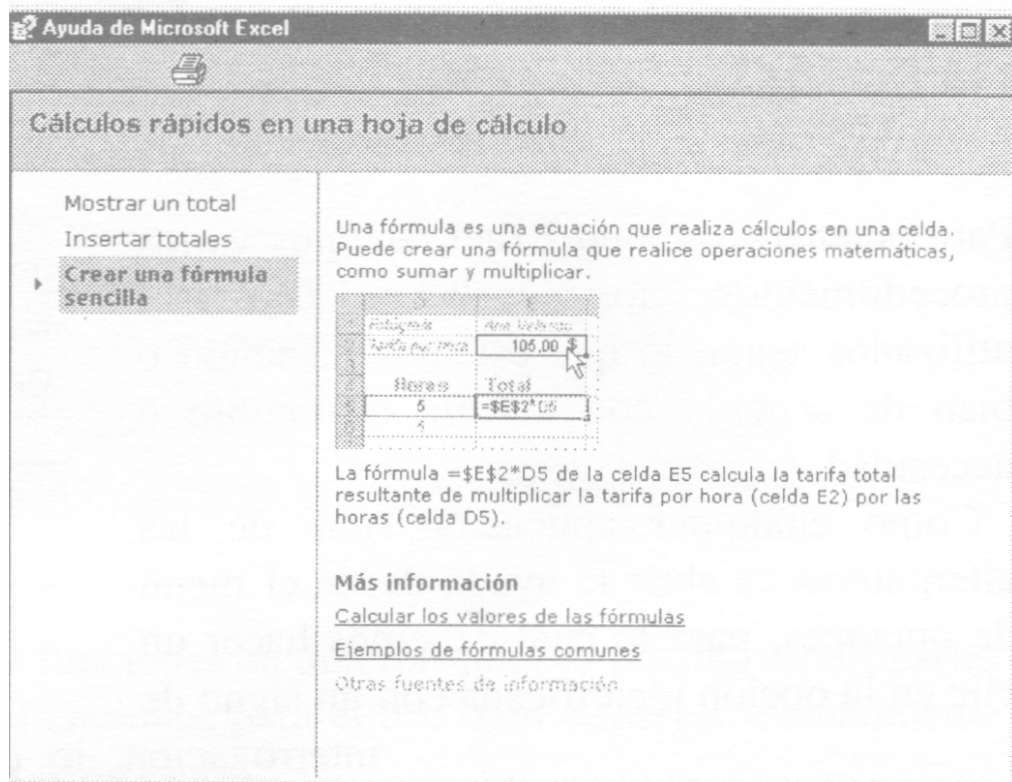 Ayuda de Microsoft Excel
Cálculos rápidos en una hoja de cálculo
Mostrar un total
Insertar totales
Crear una fórmula
sencilla
Una fórmula es una ecuación que realiza cálculos en una celda.
Puede crear una fórmula que realice operaciones matemáticas,
como sumar y multiplicar.
105,00 $
Horas Total
5 =$E$2*D5
La fórmula =$E$2*D5 de la celda E5 calcula la tarifa total
resultante de multiplicar la tarifa por hora (celda E2) por las
horas (celda D5).
Más información
Calcular los valores de las fórmulas
Ejemplos de fórmulas comunes
Otras fuentes de información